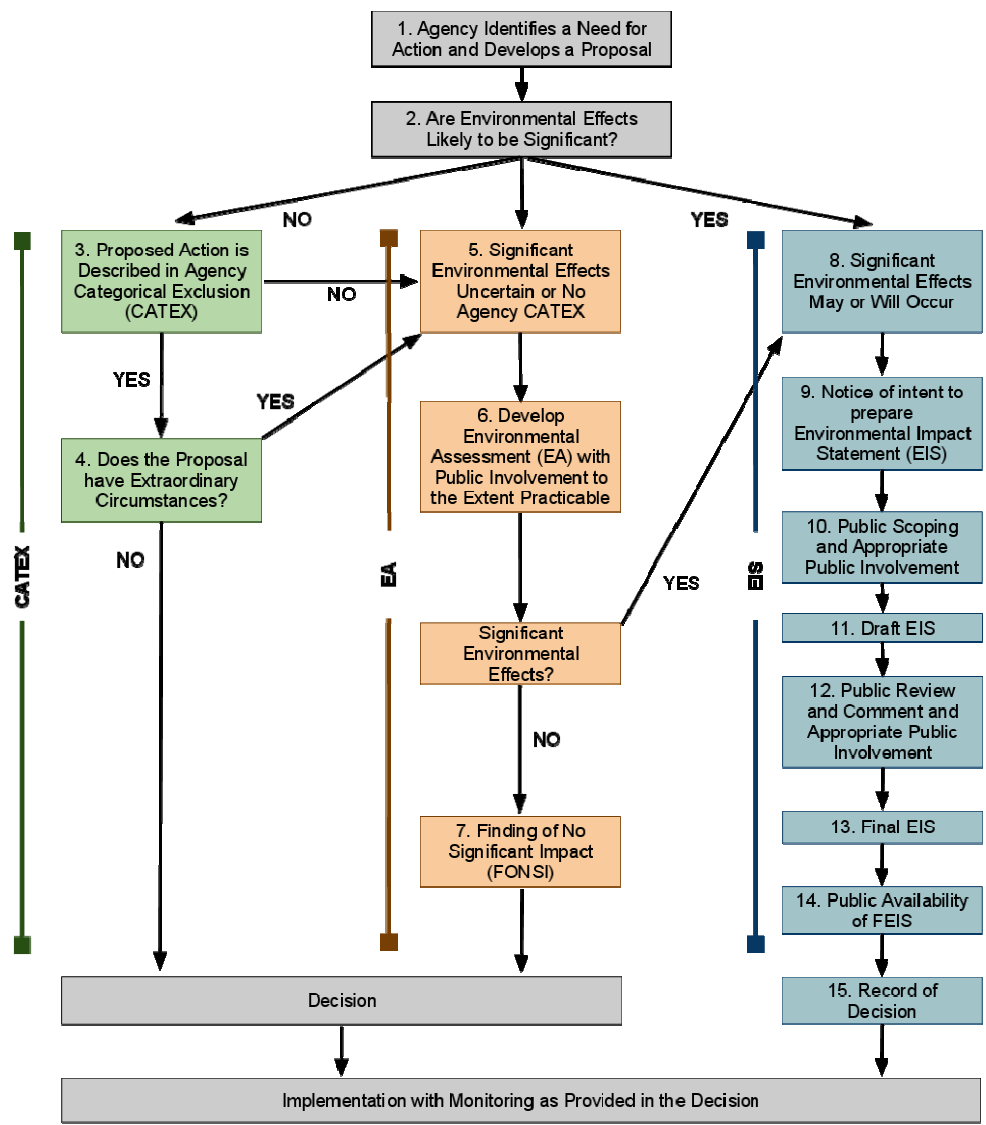 1. Agency Identifies a Need for
Action and Develops a Proposal
2. Are Environmental Effects
Likely to be Significant?
NO
YES
3. Proposed Action is
Described in Agency
Categorical Exclusion
(CATEX)
NO
5. Significant
Environmental Effects
Uncertain or No
Agency CATEX
8. Significant
Environmental Effects
May or Will Occur
YES
YES
4. Does the Proposal
have Extraordinary
Circumstances?
6. Develop
Environmental
Assessment (EA) with
Public Involvement to
the Extent Practicable
9. Notice of intent to
prepare
Environmental Impact
Statement (EIS)
10. Public Scoping
and Appropriate
Public Involvement
CATEX
NO
EA
YES
EIS
Significant
Environmental
Effects?
11. Draft EIS
12. Public Review
and Comment and
Appropriate Public
Involvement
NO
7. Finding of No
Significant Impact
(FONSI)
13. Final EIS
14. Public Availability
of FEIS
Decision
15. Record of
Decision
Implementation with Monitoring as Provided in the Decision